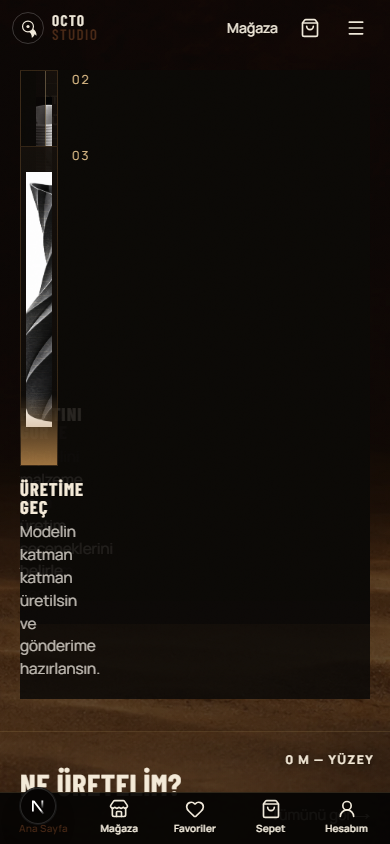 OCTO
STUDIO
Mağaza
02
03
ÜRETİME
GEÇ
Modelin
katman
katman
üretilsin
ve
gönderime
hazırlansın.
0 M — YÜZEY
NE ÜRETELİM?
N
Ana Sayfa
Mağaza
Favoriler
Sepet
Hesabım